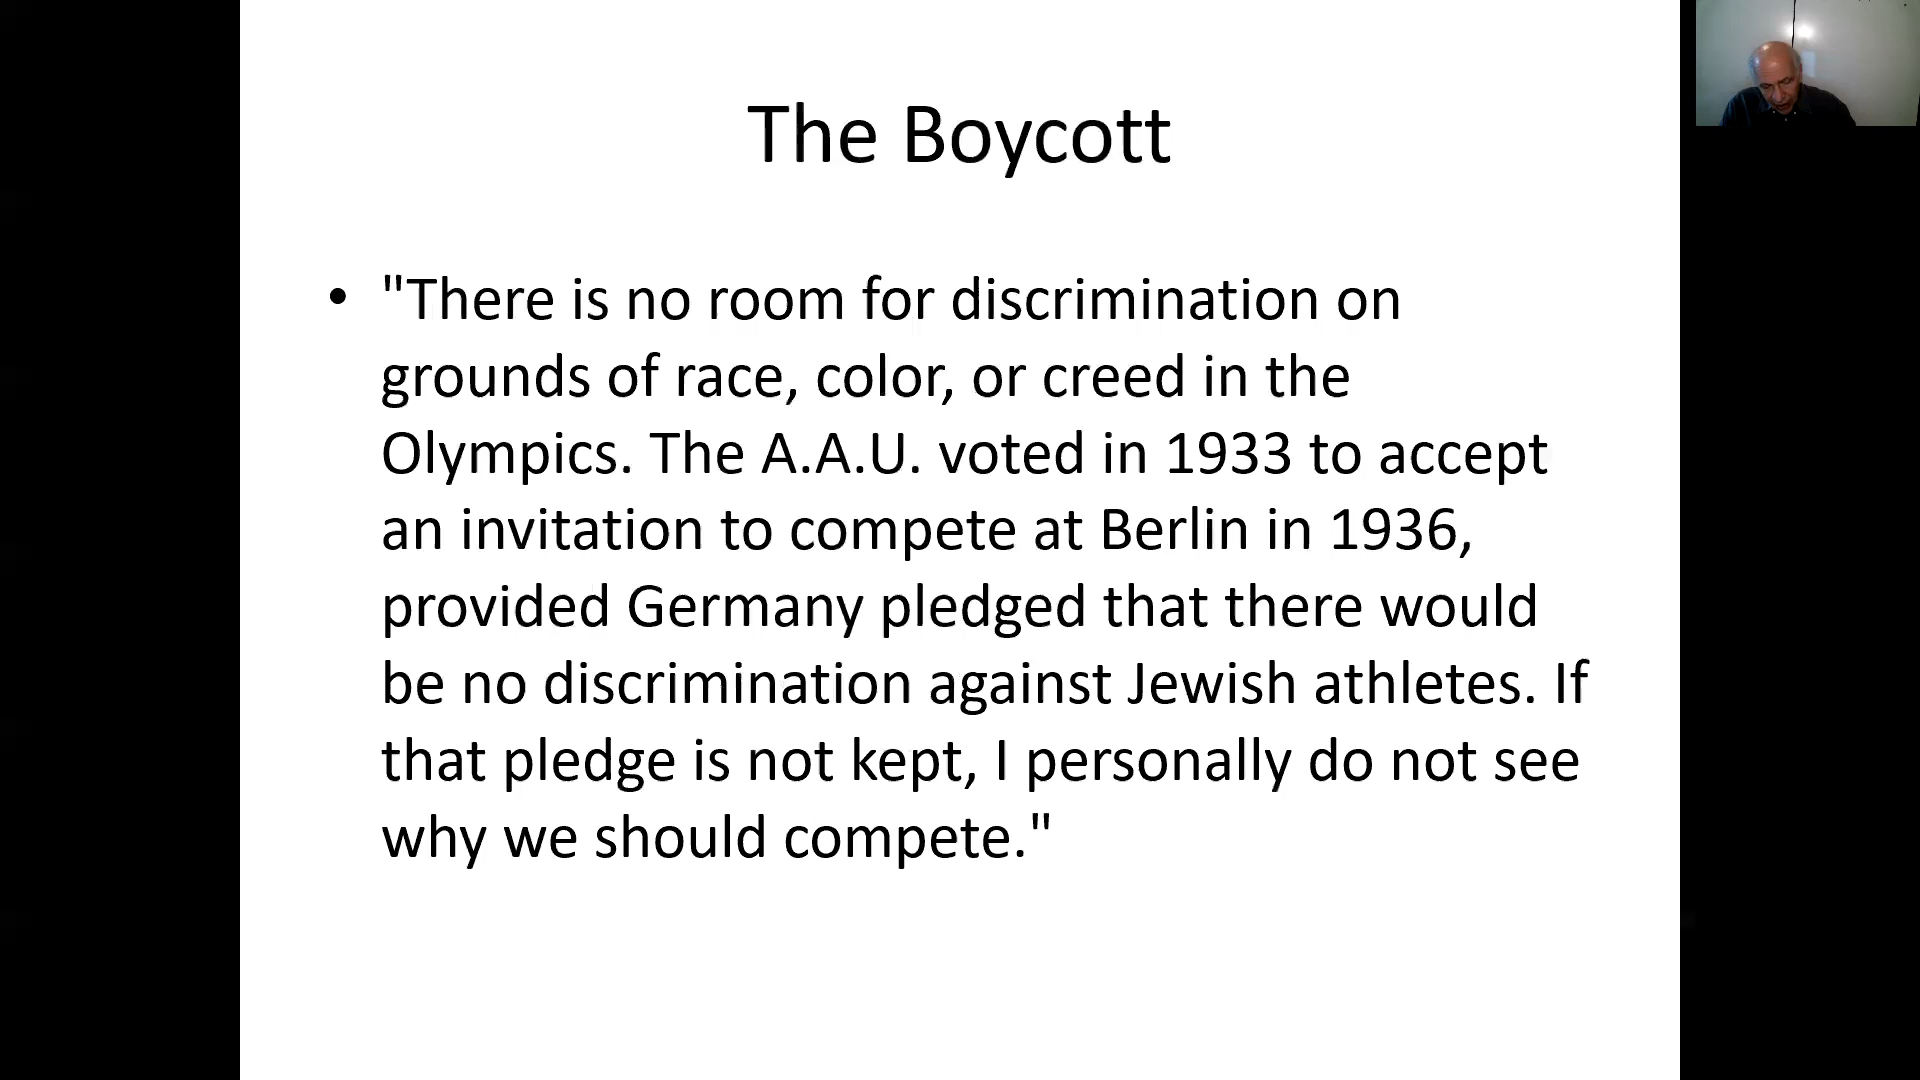 The Boycott
• "There is no room for discrimination on
grounds of race, color, or creed in the
Olympics. The A.A.U. voted in 1933 to accept
an invitation to compete at Berlin in 1936,
provided Germany pledged that there would
be no discrimination against Jewish athletes. If
that pledge is not kept, I personally do not see
why we should compete."